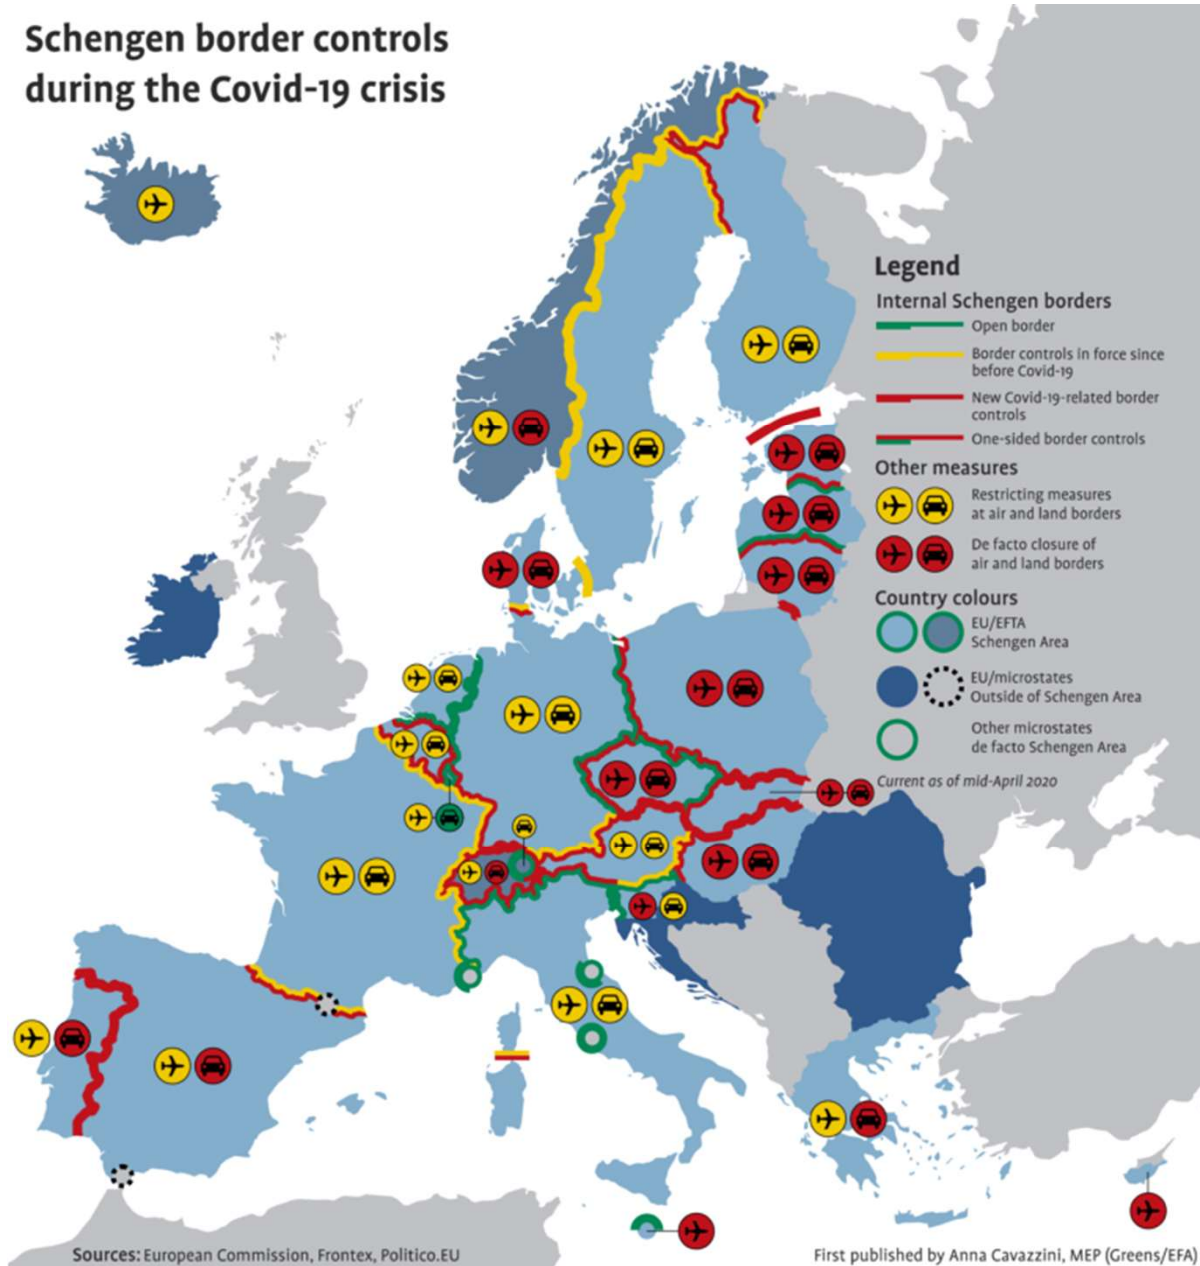 Schengen border controls
during the Covid-19 crisis
Legend
Internal Schengen borders
Open border
Border controls in force since
before Covid-19
New Covid-19-related border
controls
One-sided border controls
Other measures
Restricting measures
at air and land borders
De facto closure of
air and land borders
Country colours
EU/EFTA
Schengen Area
EU/microstates
Outside of Schengen Area
Other microstates
de facto Schengen Area
Current as of mid-April 2020
Sources: European Commission, Frontex, Politico.EU
First published by Anna Cavazzini, MEP (Greens/EFA)